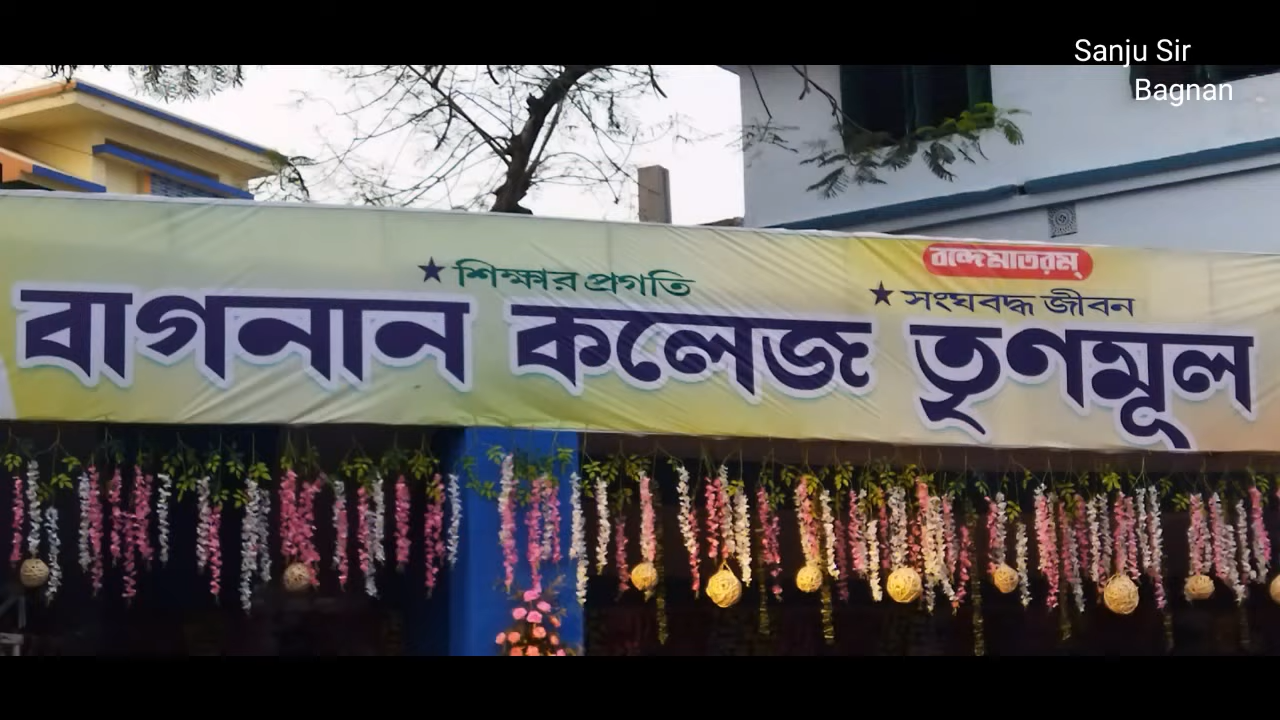 Sanju Sir
Bagnan
বন্দেমাতরম্
★ শিক্ষার প্রগতি
★ সংঘবদ্ধ জীবন
বাগনান কলেজ তৃণমূল